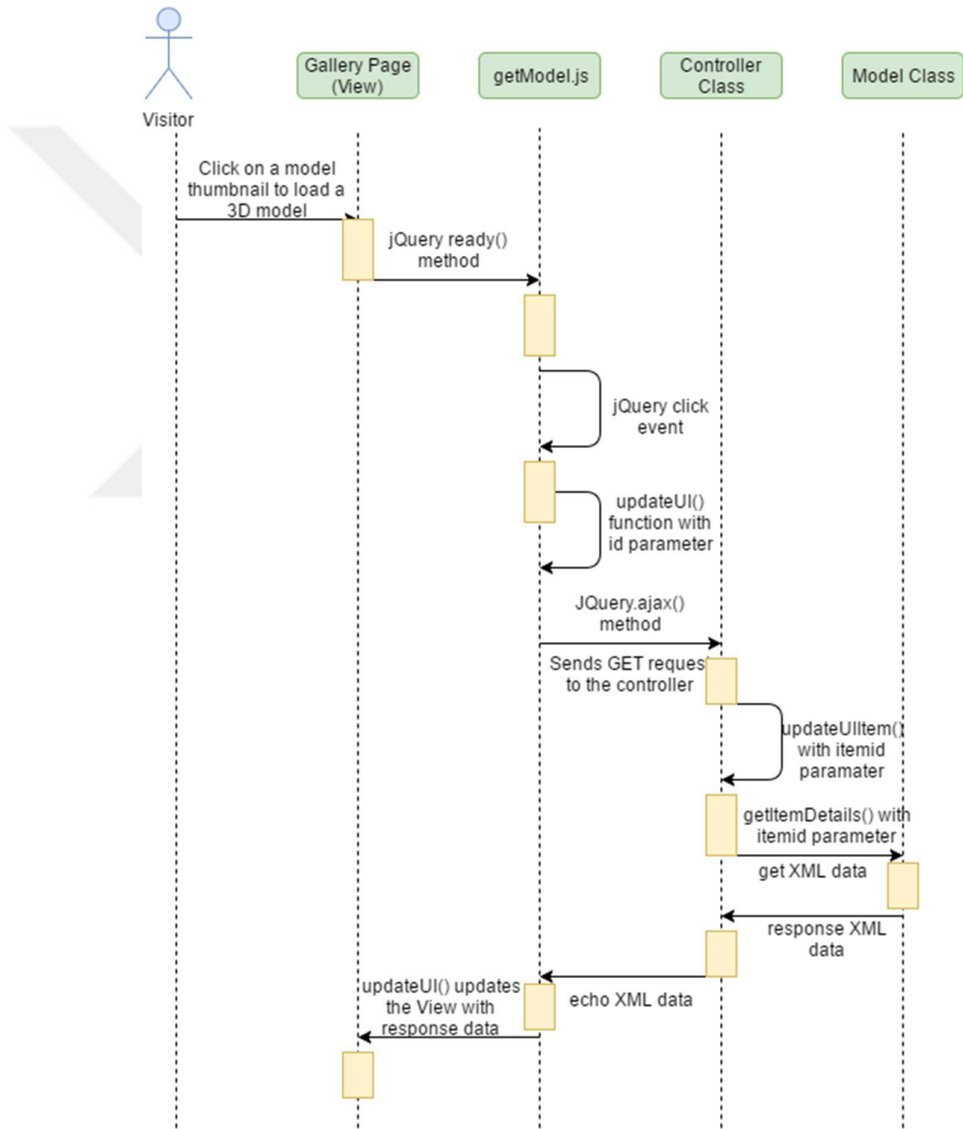 Gallery Page
(View)
getModel.js
Controller
Class
Model Class
Visitor
Click on a model
thumbnail to load a
3D model
jQuery ready()
method
jQuery click
event
updateUI()
function with
id parameter
JQuery.ajax()
method
Sends GET reques
to the controller
updateUIItem()
with itemid
paramater
getItemDetails() with
itemid parameter
get XML data
response XML
data
echo XML data
updateUI() updates
the View with
response data